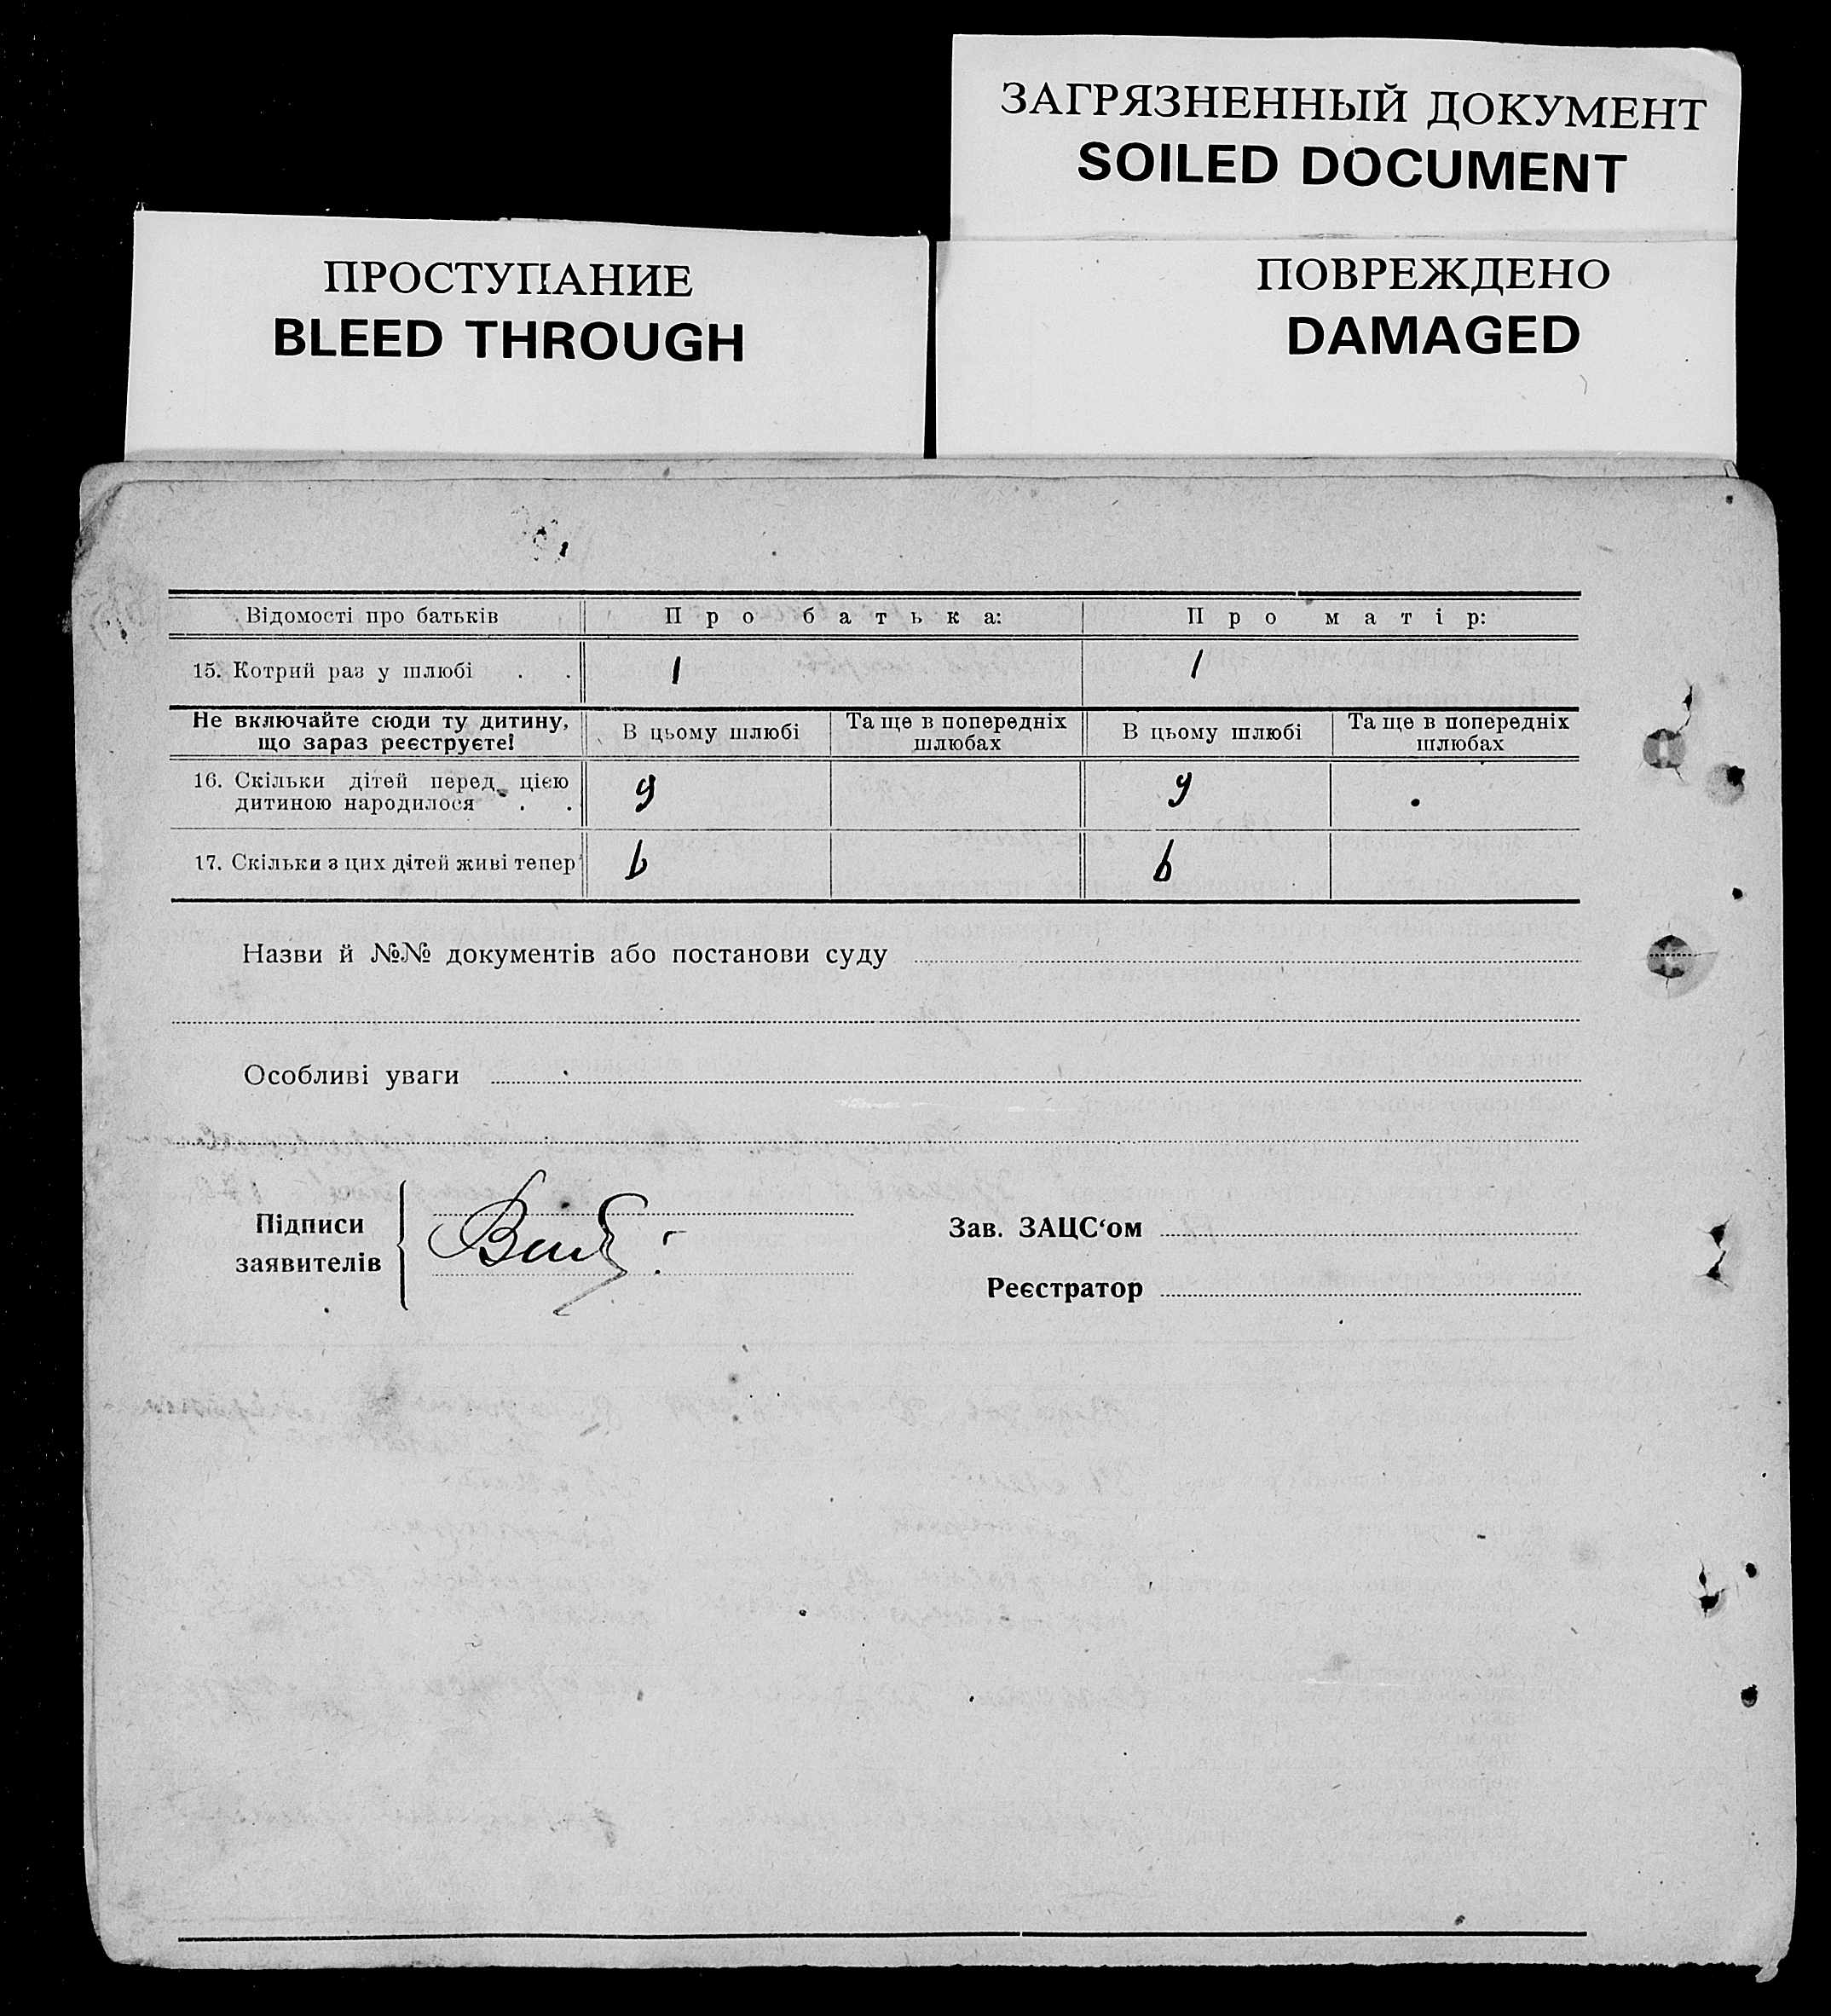 ЗАГРЯЗНЕННЫЙ ДОКУМЕНТ
SOILED DOCUMENT
ПРОСТУПАНИЕ
BLEED THROUGH
ПОВРЕЖДЕНО
DAMAGED
Відомості про батьків Про батька: Про матір:
15. Котрий раз у шлюбі . . 1 1
Не включайте сюди ту дитину, що зараз реєструєте! В цьому шлюбі Та ще в попередніх шлюбах В цьому шлюбі Та ще в попередніх шлюбах
16. Скільки дітей перед цією
дитиною народилося . . 9 9
17. Скільки з цих дітей живі тепер 6 6
Назви й №№ документів або постанови суду
Особливі уваги
Підписи
заявителів
Зав. ЗАЦС‘ом
Реєстратор